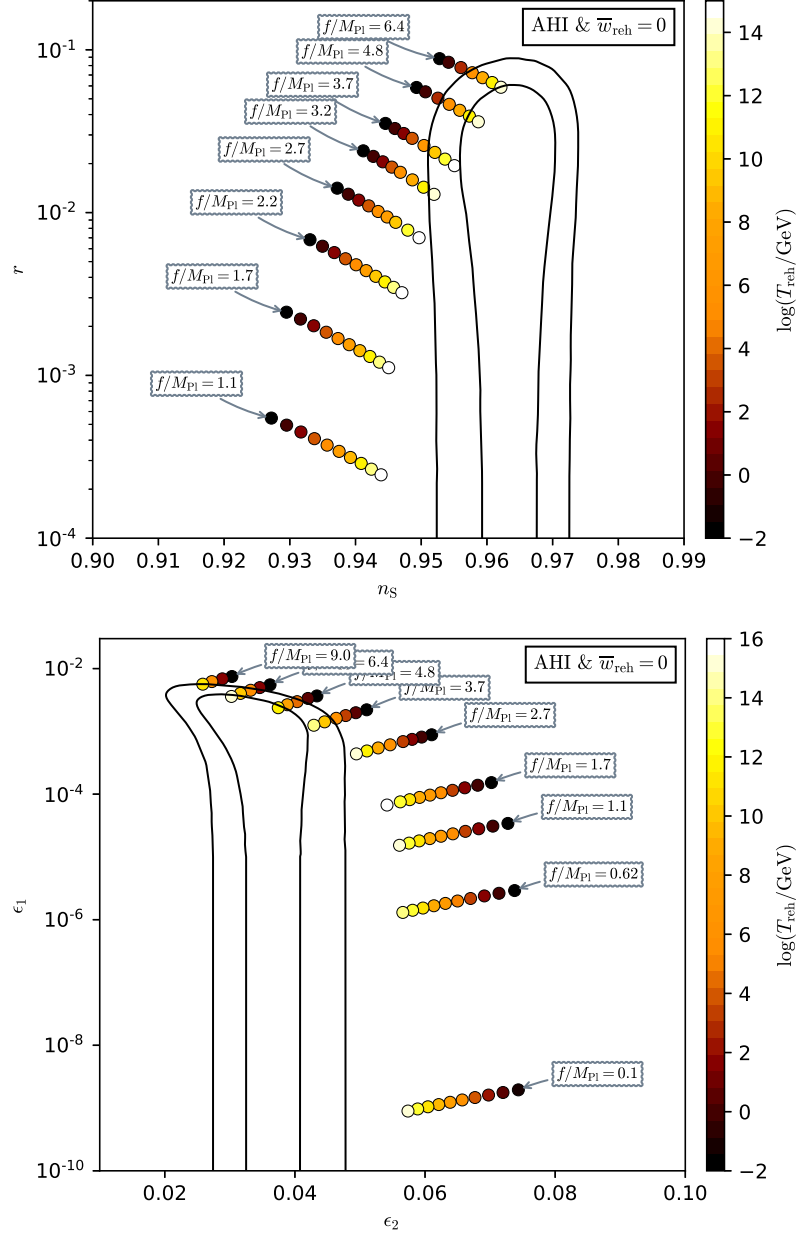 AHI & w̅_reh = 0
f/M_Pl = 6.4
f/M_Pl = 4.8
f/M_Pl = 3.7
f/M_Pl = 3.2
f/M_Pl = 2.7
f/M_Pl = 2.2
f/M_Pl = 1.7
f/M_Pl = 1.1
10^-1
10^-2
10^-3
10^-4
r
0.90 0.91 0.92 0.93 0.94 0.95 0.96 0.97 0.98 0.99
n_S
14
12
10
8
6
4
2
0
−2
log(T_reh/GeV)
AHI & w̅_reh = 0
f/M_Pl = 9.0
= 6.4
= 4.8
f/M_Pl = 3.7
f/M_Pl = 2.7
f/M_Pl = 1.7
f/M_Pl = 1.1
f/M_Pl = 0.62
f/M_Pl = 0.1
10^-2
10^-4
10^-6
10^-8
10^-10
ϵ_1
0.02 0.04 0.06 0.08 0.10
ϵ_2
16
14
12
10
8
6
4
2
0
−2
log(T_reh/GeV)